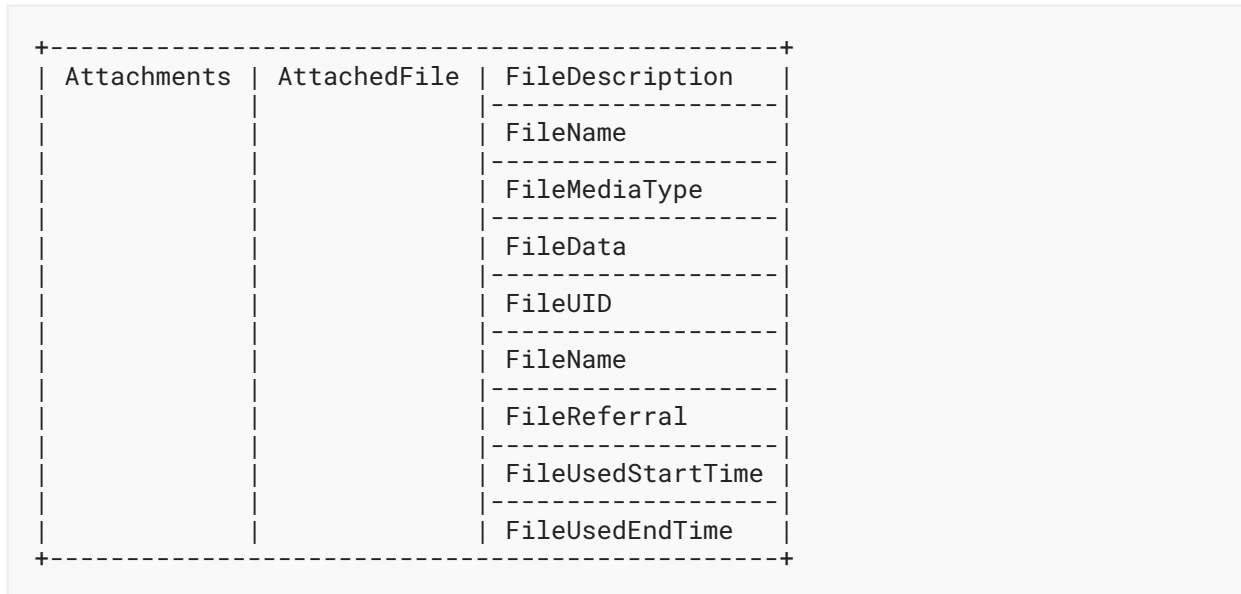 +------------------------------------------------+
| Attachments | AttachedFile | FileDescription   |
|             |              |-------------------|
|             |              | FileName          |
|             |              |-------------------|
|             |              | FileMediaType     |
|             |              |-------------------|
|             |              | FileData          |
|             |              |-------------------|
|             |              | FileUID           |
|             |              |-------------------|
|             |              | FileName          |
|             |              |-------------------|
|             |              | FileReferral      |
|             |              |-------------------|
|             |              | FileUsedStartTime |
|             |              |-------------------|
|             |              | FileUsedEndTime   |
+------------------------------------------------+